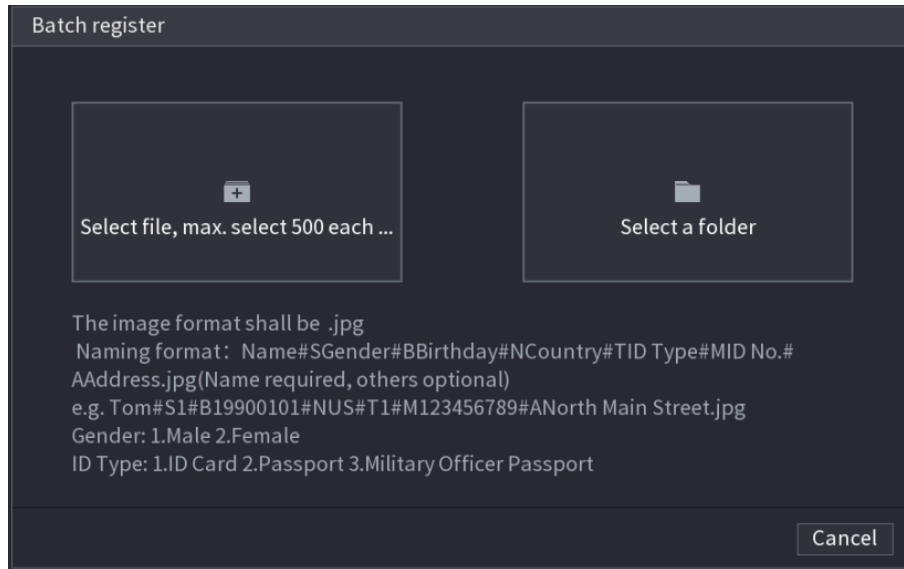 Batch register
Select file, max. select 500 each ...
Select a folder
The image format shall be .jpg
Naming format：Name#SGender#BBirthday#NCountry#TID Type#MID No.#
AAddress.jpg(Name required, others optional)
e.g. Tom#S1#B19900101#NUS#T1#M123456789#ANorth Main Street.jpg
Gender: 1.Male 2.Female
ID Type: 1.ID Card 2.Passport 3.Military Officer Passport
Cancel